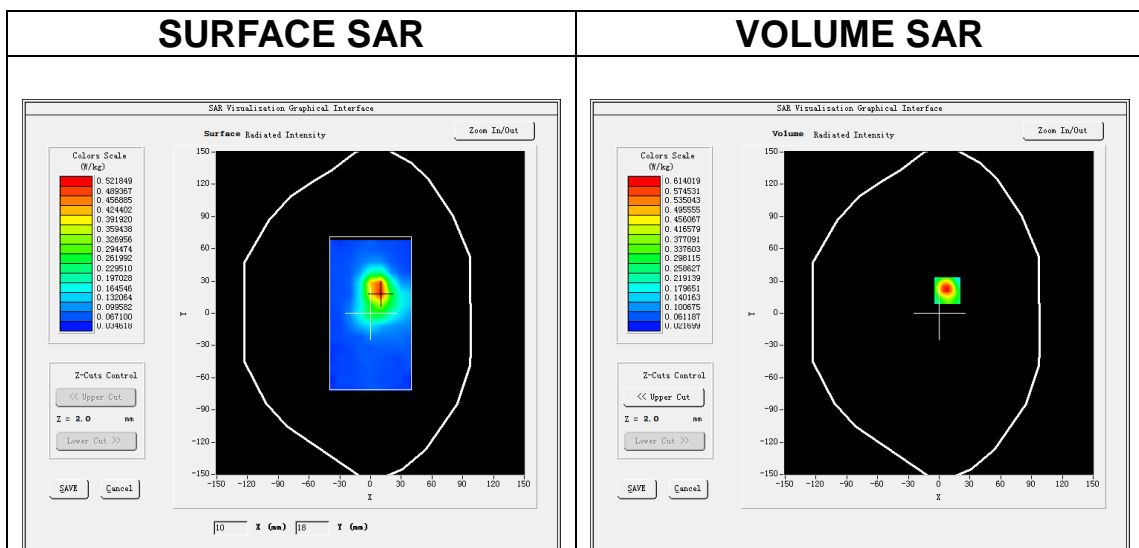 SURFACE SAR
VOLUME SAR
SAR Visualisation Graphical Interface
Surface Radiated Intensity
Zoom In/Out
Colors Scale
(W/kg)
0.521849
0.489367
0.456885
0.424402
0.391920
0.359438
0.326956
0.294474
0.261992
0.229510
0.197028
0.164546
0.132064
0.099582
0.067100
0.034618
Z-Cuts Control
<< Upper Cut
Z = 2.0 mm
Lower Cut >>
SAVE Cancel
150
120
90
60
30
0
-30
-60
-90
-120
-150
Y
-150 -120 -90 -60 -30 0 30 60 90 120 150
X
10 X (mm) 18 Y (mm)
SAR Visualisation Graphical Interface
Volume Radiated Intensity
Zoom In/Out
Colors Scale
(W/kg)
0.614019
0.574531
0.535043
0.495555
0.456067
0.416579
0.377091
0.337603
0.298115
0.258627
0.219139
0.179651
0.140163
0.100675
0.061187
0.021699
Z-Cuts Control
<< Upper Cut
Z = 2.0 mm
Lower Cut >>
SAVE Cancel
150
120
90
60
30
0
-30
-60
-90
-120
-150
Y
-150 -120 -90 -60 -30 0 30 60 90 120 150
X